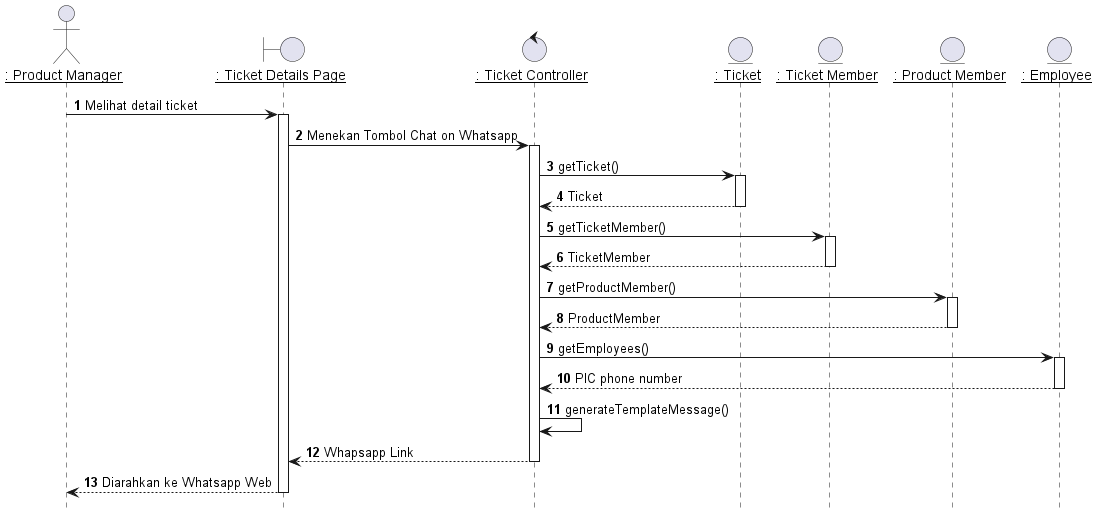 : Product Manager
: Ticket Details Page
: Ticket Controller
: Ticket
: Ticket Member
: Product Member
: Employee
1 Melihat detail ticket
2 Menekan Tombol Chat on Whatsapp
3 getTicket()
4 Ticket
5 getTicketMember()
6 TicketMember
7 getProductMember()
8 ProductMember
9 getEmployees()
10 PIC phone number
11 generateTemplateMessage()
12 Whapsapp Link
13 Diarahkan ke Whatsapp Web